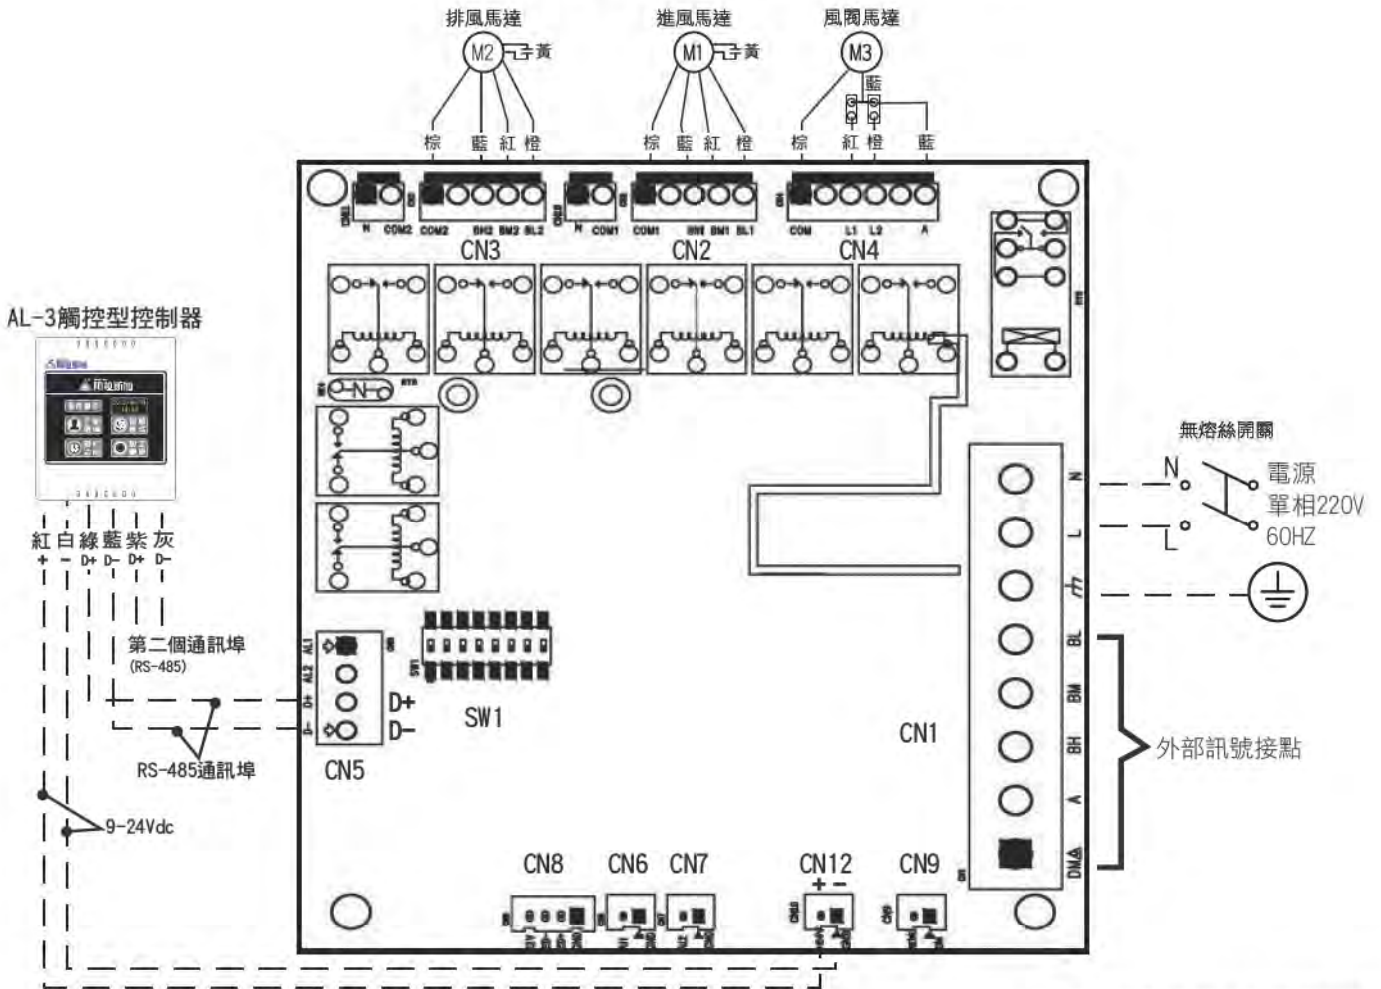 排風馬達
進風馬達
風閥馬達
M2
黃
M1
黃
M3
藍
棕 藍 紅 橙
棕 藍 紅 橙
棕 紅 橙 藍
N COM2
COM2 BH2 BM2 BL2
N COM1
COM1 BH1 BM1 BL1
COM L1 L2 A
CN3
CN2
CN4
AL-3觸控型控制器
紅 白 綠 藍 紫 灰
+ - D+ D- D+ D-
第二個通訊埠
(RS-485)
RS-485通訊埠
9-24Vdc
AL1
AL2
D+
D-
D+
D-
CN5
SW1
SW1
無熔絲開關
N
L
電源
單相220V
60HZ
N
L
BL
BM
BH
A
DM
CN1
外部訊號接點
CN8
CN6
CN7
CN12
+ -
CN9